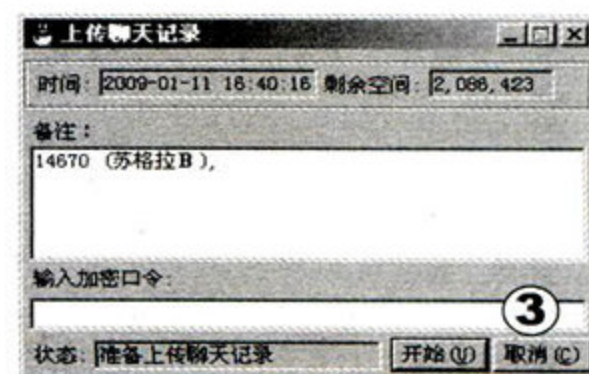 上传聊天记录
时间: 2009-01-11 16:40:16 剩余空间: 2,086,423
备注:
14670 (苏格拉B),
输入加密口令:
③
状态: 准备上传聊天记录 开始(U) 取消(C)